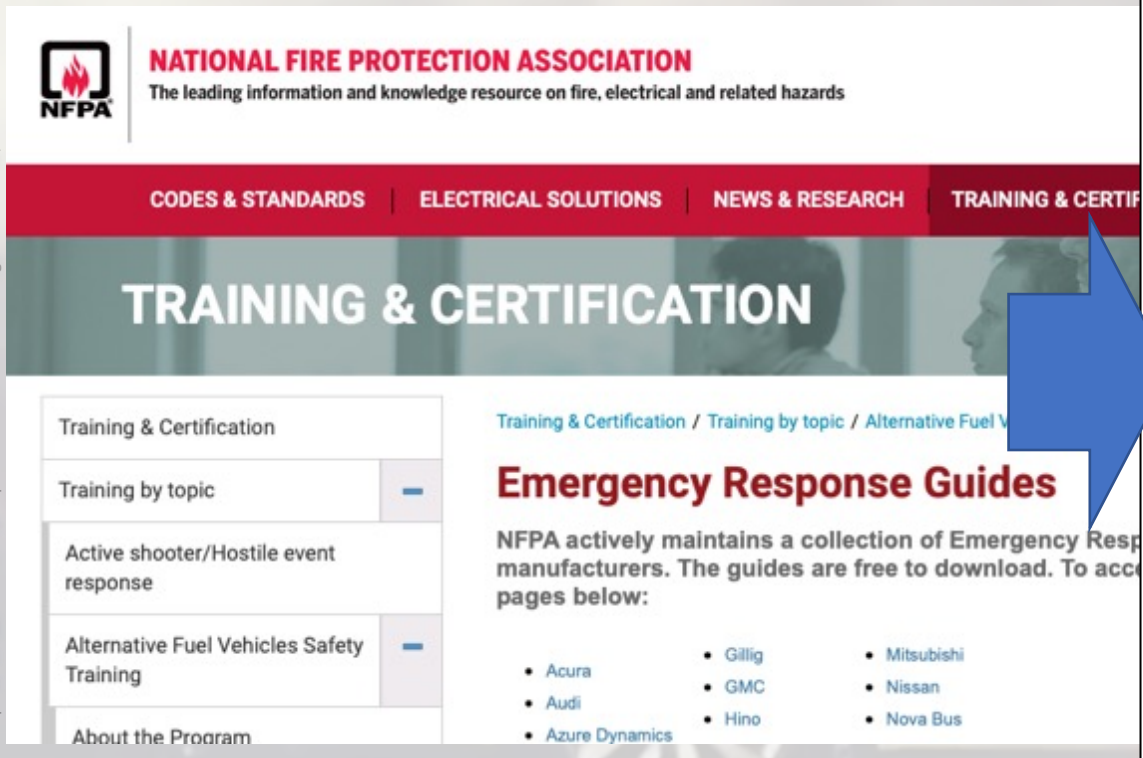 NFPA
NATIONAL FIRE PROTECTION ASSOCIATION
The leading information and knowledge resource on fire, electrical and related hazards
CODES & STANDARDS
ELECTRICAL SOLUTIONS
NEWS & RESEARCH
TRAINING & CERTIF
TRAINING & CERTIFICATION
Training & Certification
Training by topic
Active shooter/Hostile event
response
Alternative Fuel Vehicles Safety
Training
About the Program
Training & Certification / Training by topic / Alternative Fuel V
Emergency Response Guides
NFPA actively maintains a collection of Emergency Resp
manufacturers. The guides are free to download. To acce
pages below:
• Acura
• Audi
• Azure Dynamics
• Gillig
• GMC
• Hino
• Mitsubishi
• Nissan
• Nova Bus